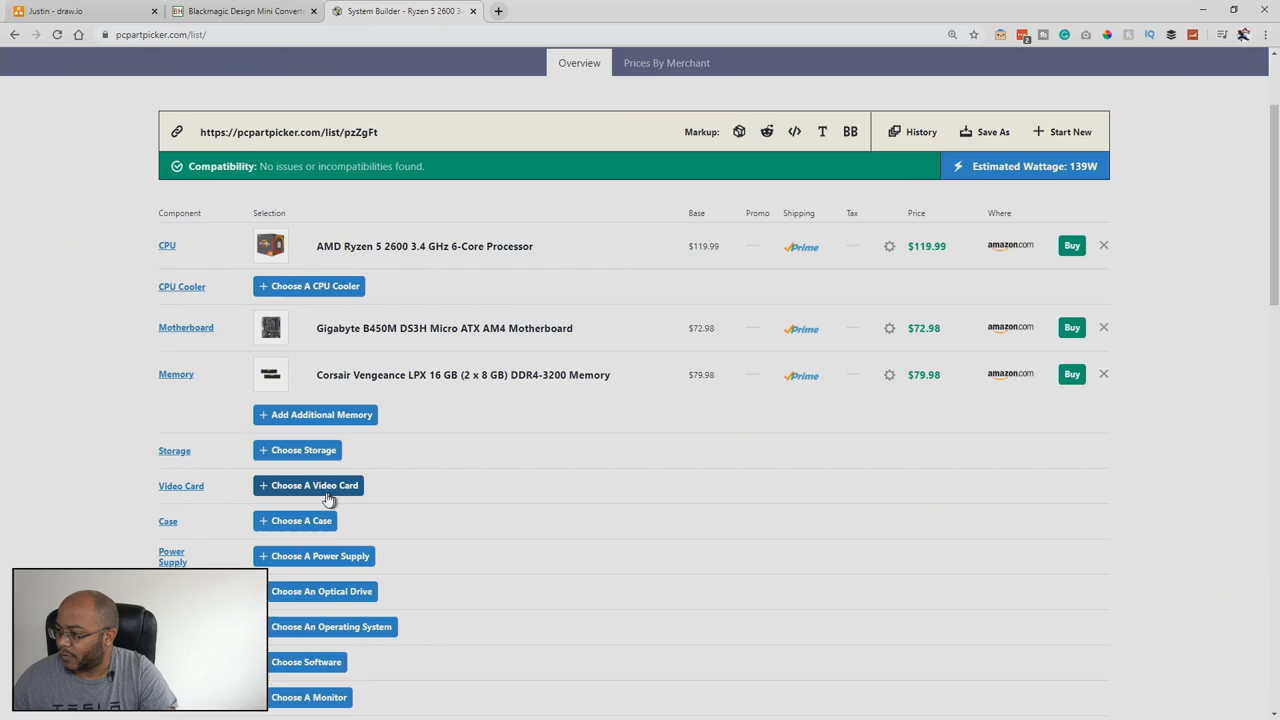 Justin - draw.io
Blackmagic Design Mini Converte
System Builder - Ryzen 5 2600 3.
pcpartpicker.com/list/
2
IQ
Overview
Prices By Merchant
https://pcpartpicker.com/list/pzZgFt
Markup:
T
BB
History
Save As
Start New
Compatibility: No issues or incompatibilities found.
Estimated Wattage: 139W
Component Selection Base Promo Shipping Tax Price Where
CPU AMD Ryzen 5 2600 3.4 GHz 6-Core Processor $119.99 Prime $119.99 amazon.com Buy
CPU Cooler + Choose A CPU Cooler
Motherboard Gigabyte B450M DS3H Micro ATX AM4 Motherboard $72.98 Prime $72.98 amazon.com Buy
Memory Corsair Vengeance LPX 16 GB (2 x 8 GB) DDR4-3200 Memory $79.98 Prime $79.98 amazon.com Buy
+ Add Additional Memory
Storage + Choose Storage
Video Card + Choose A Video Card
Case + Choose A Case
Power Supply + Choose A Power Supply
Choose An Optical Drive
Choose An Operating System
Choose Software
Choose A Monitor
TESLA